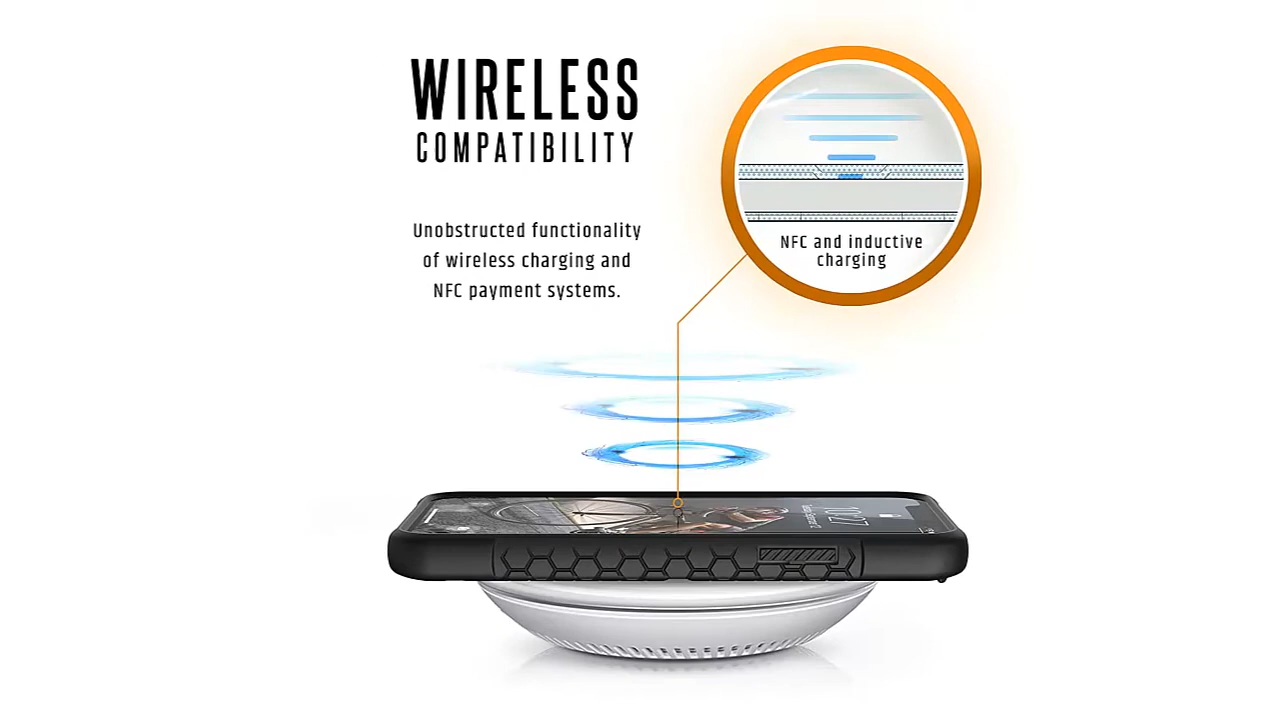 WIRELESS
COMPATIBILITY
Unobstructed functionality
of wireless charging and
NFC payment systems.
NFC and inductive
charging